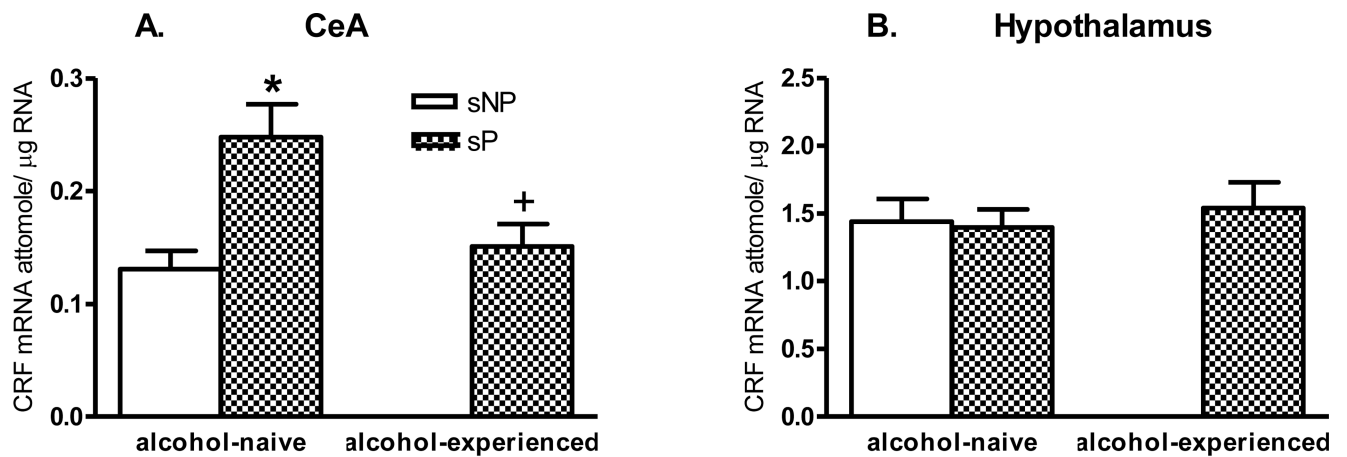 A. CeA
CRF mRNA attomole/ μg RNA
0.3
0.2
0.1
0.0
*
+
sNP
sP
alcohol-naive alcohol-experienced
B. Hypothalamus
CRF mRNA attomole/ μg RNA
2.5
2.0
1.5
1.0
0.5
0.0
alcohol-naive alcohol-experienced